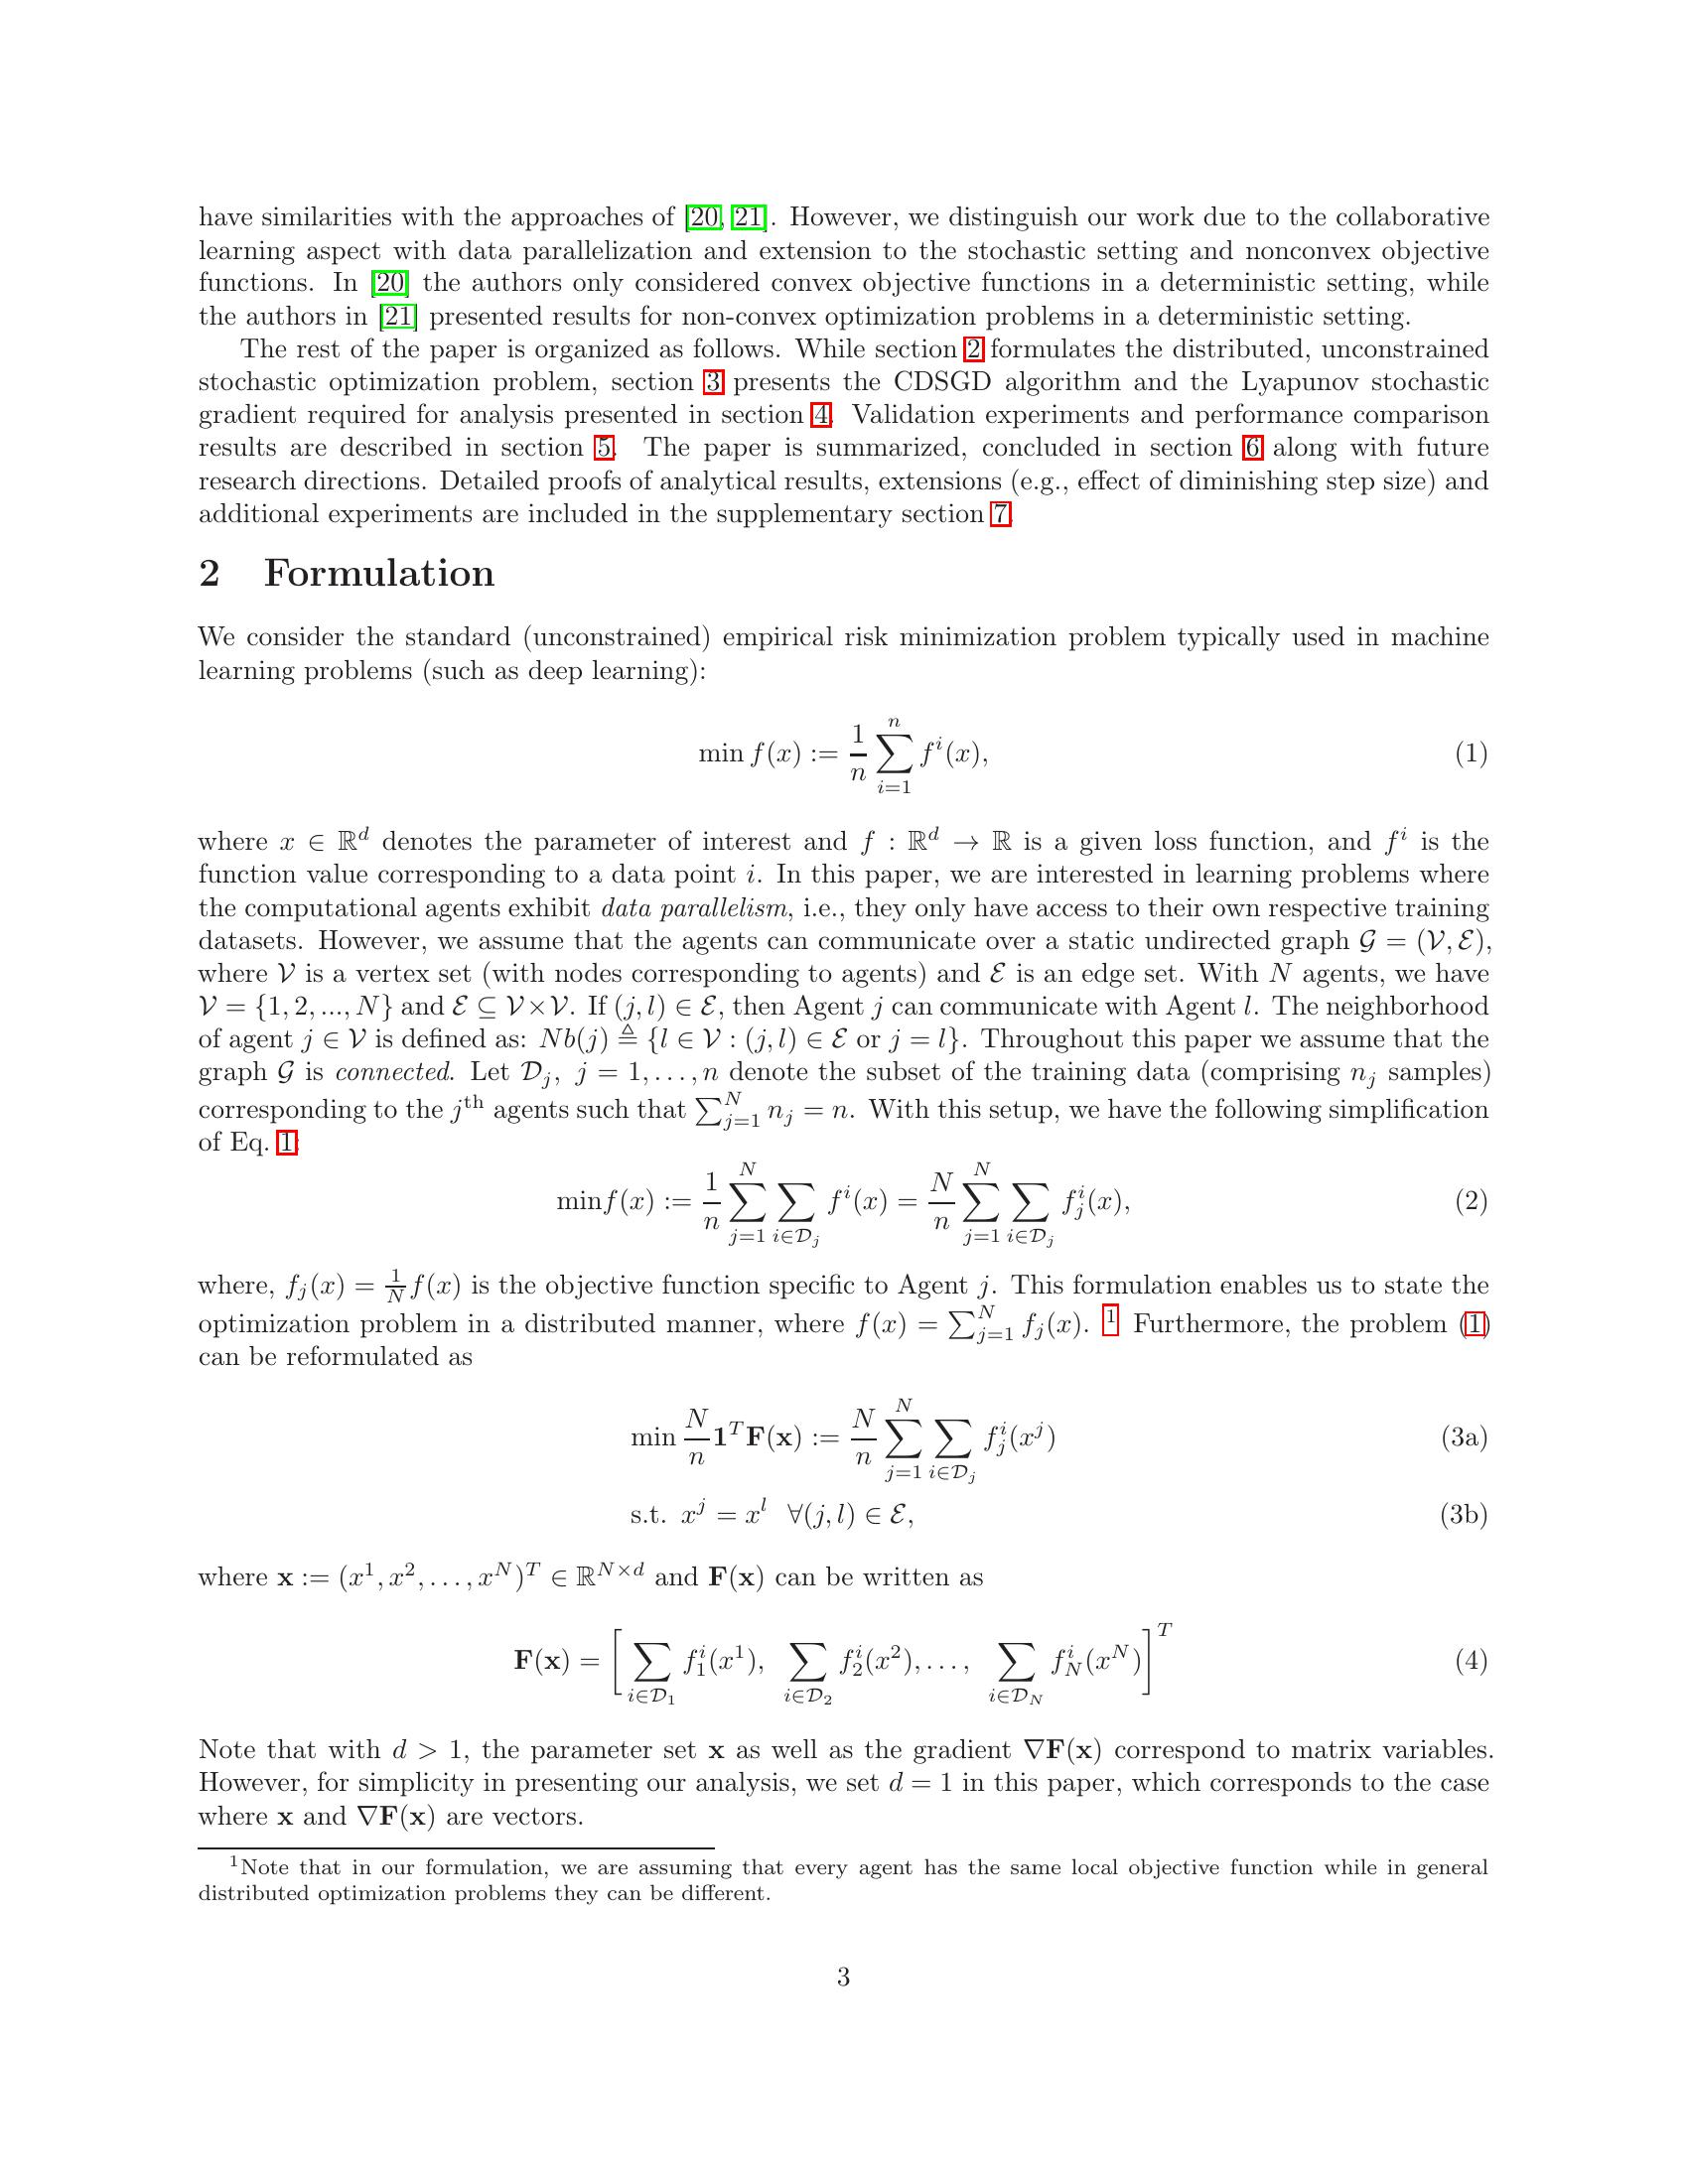 have similarities with the approaches of [20, 21]. However, we distinguish our work due to the collaborative
learning aspect with data parallelization and extension to the stochastic setting and nonconvex objective
functions. In [20] the authors only considered convex objective functions in a deterministic setting, while
the authors in [21] presented results for non-convex optimization problems in a deterministic setting.
The rest of the paper is organized as follows. While section 2 formulates the distributed, unconstrained
stochastic optimization problem, section 3 presents the CDSGD algorithm and the Lyapunov stochastic
gradient required for analysis presented in section 4. Validation experiments and performance comparison
results are described in section 5. The paper is summarized, concluded in section 6 along with future
research directions. Detailed proofs of analytical results, extensions (e.g., effect of diminishing step size) and
additional experiments are included in the supplementary section 7.
2 Formulation
We consider the standard (unconstrained) empirical risk minimization problem typically used in machine
learning problems (such as deep learning):
$\min f(x) := \frac{1}{n} \sum_{i=1}^{n} f^i(x),$ (1)
where $x \in \mathbb{R}^d$ denotes the parameter of interest and $f : \mathbb{R}^d \to \mathbb{R}$ is a given loss function, and $f^i$ is the
function value corresponding to a data point $i$. In this paper, we are interested in learning problems where
the computational agents exhibit data parallelism, i.e., they only have access to their own respective training
datasets. However, we assume that the agents can communicate over a static undirected graph $\mathcal{G} = (\mathcal{V}, \mathcal{E})$,
where $\mathcal{V}$ is a vertex set (with nodes corresponding to agents) and $\mathcal{E}$ is an edge set. With $N$ agents, we have
$\mathcal{V} = \{1, 2, ..., N\}$ and $\mathcal{E} \subseteq \mathcal{V} \times \mathcal{V}$. If $(j, l) \in \mathcal{E}$, then Agent $j$ can communicate with Agent $l$. The neighborhood
of agent $j \in \mathcal{V}$ is defined as: $Nb(j) \triangleq \{l \in \mathcal{V} : (j, l) \in \mathcal{E} \text{ or } j = l\}$. Throughout this paper we assume that the
graph $\mathcal{G}$ is connected. Let $\mathcal{D}_j, \ j = 1, \ldots, n$ denote the subset of the training data (comprising $n_j$ samples)
corresponding to the $j^{\text{th}}$ agents such that $\sum_{j=1}^{N} n_j = n$. With this setup, we have the following simplification
of Eq. 1:
$\min f(x) := \frac{1}{n} \sum_{j=1}^{N} \sum_{i \in \mathcal{D}_j} f^i(x) = \frac{N}{n} \sum_{j=1}^{N} \sum_{i \in \mathcal{D}_j} f^i_j(x),$ (2)
where, $f_j(x) = \frac{1}{N} f(x)$ is the objective function specific to Agent $j$. This formulation enables us to state the
optimization problem in a distributed manner, where $f(x) = \sum_{j=1}^{N} f_j(x)$. $^1$ Furthermore, the problem (1)
can be reformulated as
$\min \frac{N}{n} \mathbf{1}^T \mathbf{F}(\mathbf{x}) := \frac{N}{n} \sum_{j=1}^{N} \sum_{i \in \mathcal{D}_j} f^i_j(x^j)$ (3a)
s.t. $x^j = x^l \ \ \forall (j, l) \in \mathcal{E},$ (3b)
where $\mathbf{x} := (x^1, x^2, \ldots, x^N)^T \in \mathbb{R}^{N \times d}$ and $\mathbf{F}(\mathbf{x})$ can be written as
$\mathbf{F}(\mathbf{x}) = \left[ \sum_{i \in \mathcal{D}_1} f^i_1(x^1), \ \sum_{i \in \mathcal{D}_2} f^i_2(x^2), \ldots, \ \sum_{i \in \mathcal{D}_N} f^i_N(x^N) \right]^T$ (4)
Note that with $d > 1$, the parameter set $\mathbf{x}$ as well as the gradient $\nabla \mathbf{F}(\mathbf{x})$ correspond to matrix variables.
However, for simplicity in presenting our analysis, we set $d = 1$ in this paper, which corresponds to the case
where $\mathbf{x}$ and $\nabla \mathbf{F}(\mathbf{x})$ are vectors.
$^1$Note that in our formulation, we are assuming that every agent has the same local objective function while in general
distributed optimization problems they can be different.
3